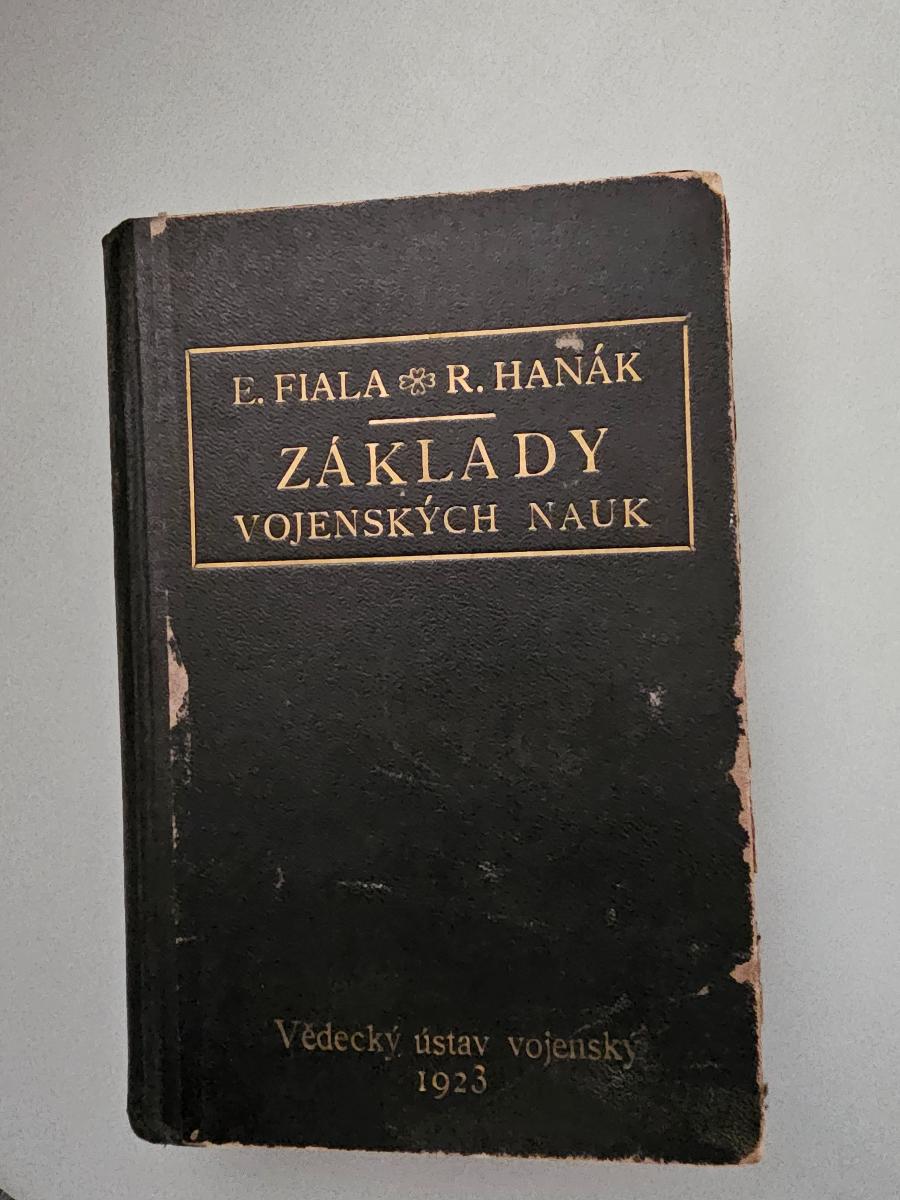 E. FIALA R. HANÁK
ZÁKLADY
VOJENSKÝCH NAUK
Vědecký ústav vojenský
1923